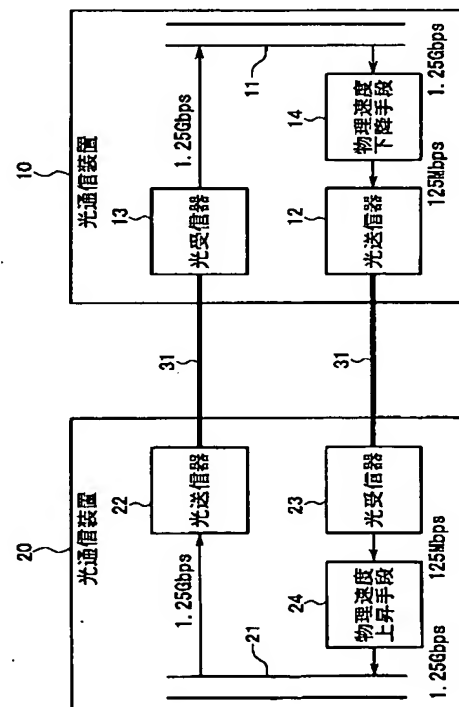 20
光通信装置
22
光送信器
1.25Gbps
21
31
10
光通信装置
13
光受信器
1.25Gbps
11
23
光受信器
125Mbps
24
物理速度
上昇手段
1.25Gbps
31
12
光送信器
125Mbps
14
物理速度
下降手段
1.25Gbps